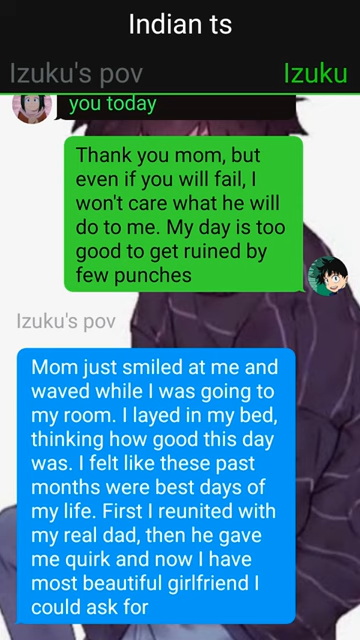 Indian ts
Izuku's pov
Izuku
you today
Thank you mom, but
even if you will fail, I
won't care what he will
do to me. My day is too
good to get ruined by
few punches
Izuku's pov
Mom just smiled at me and
waved while I was going to
my room. I layed in my bed,
thinking how good this day
was. I felt like these past
months were best days of
my life. First I reunited with
my real dad, then he gave
me quirk and now I have
most beautiful girlfriend I
could ask for